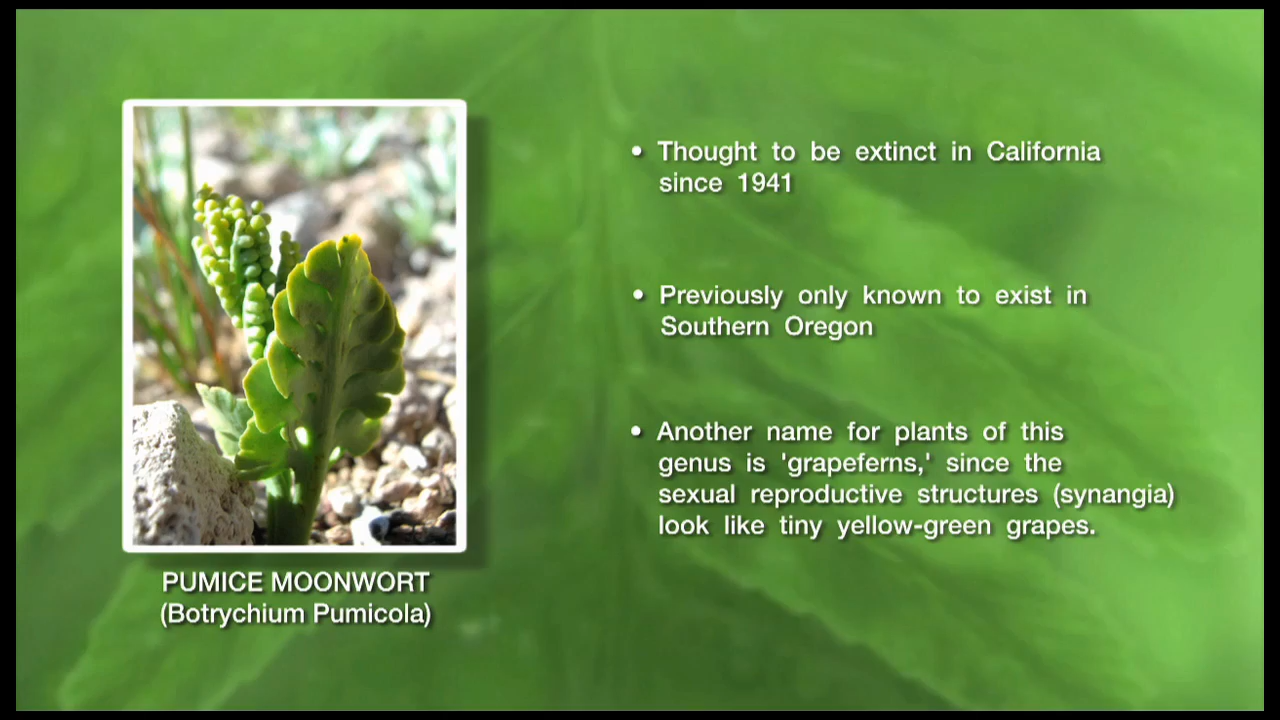 • Thought to be extinct in California
since 1941
• Previously only known to exist in
Southern Oregon
• Another name for plants of this
genus is 'grapeferns,' since the
sexual reproductive structures (synangia)
look like tiny yellow-green grapes.
PUMICE MOONWORT
(Botrychium Pumicola)